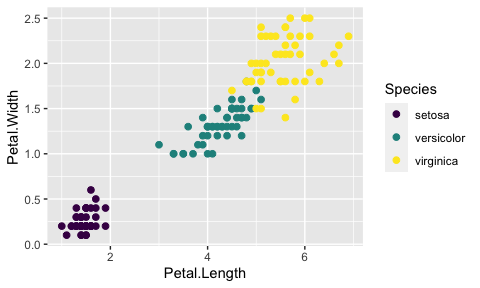 2.5
2.0
1.5
1.0
0.5
0.0
Petal.Width
2
4
6
Petal.Length
Species
setosa
versicolor
virginica